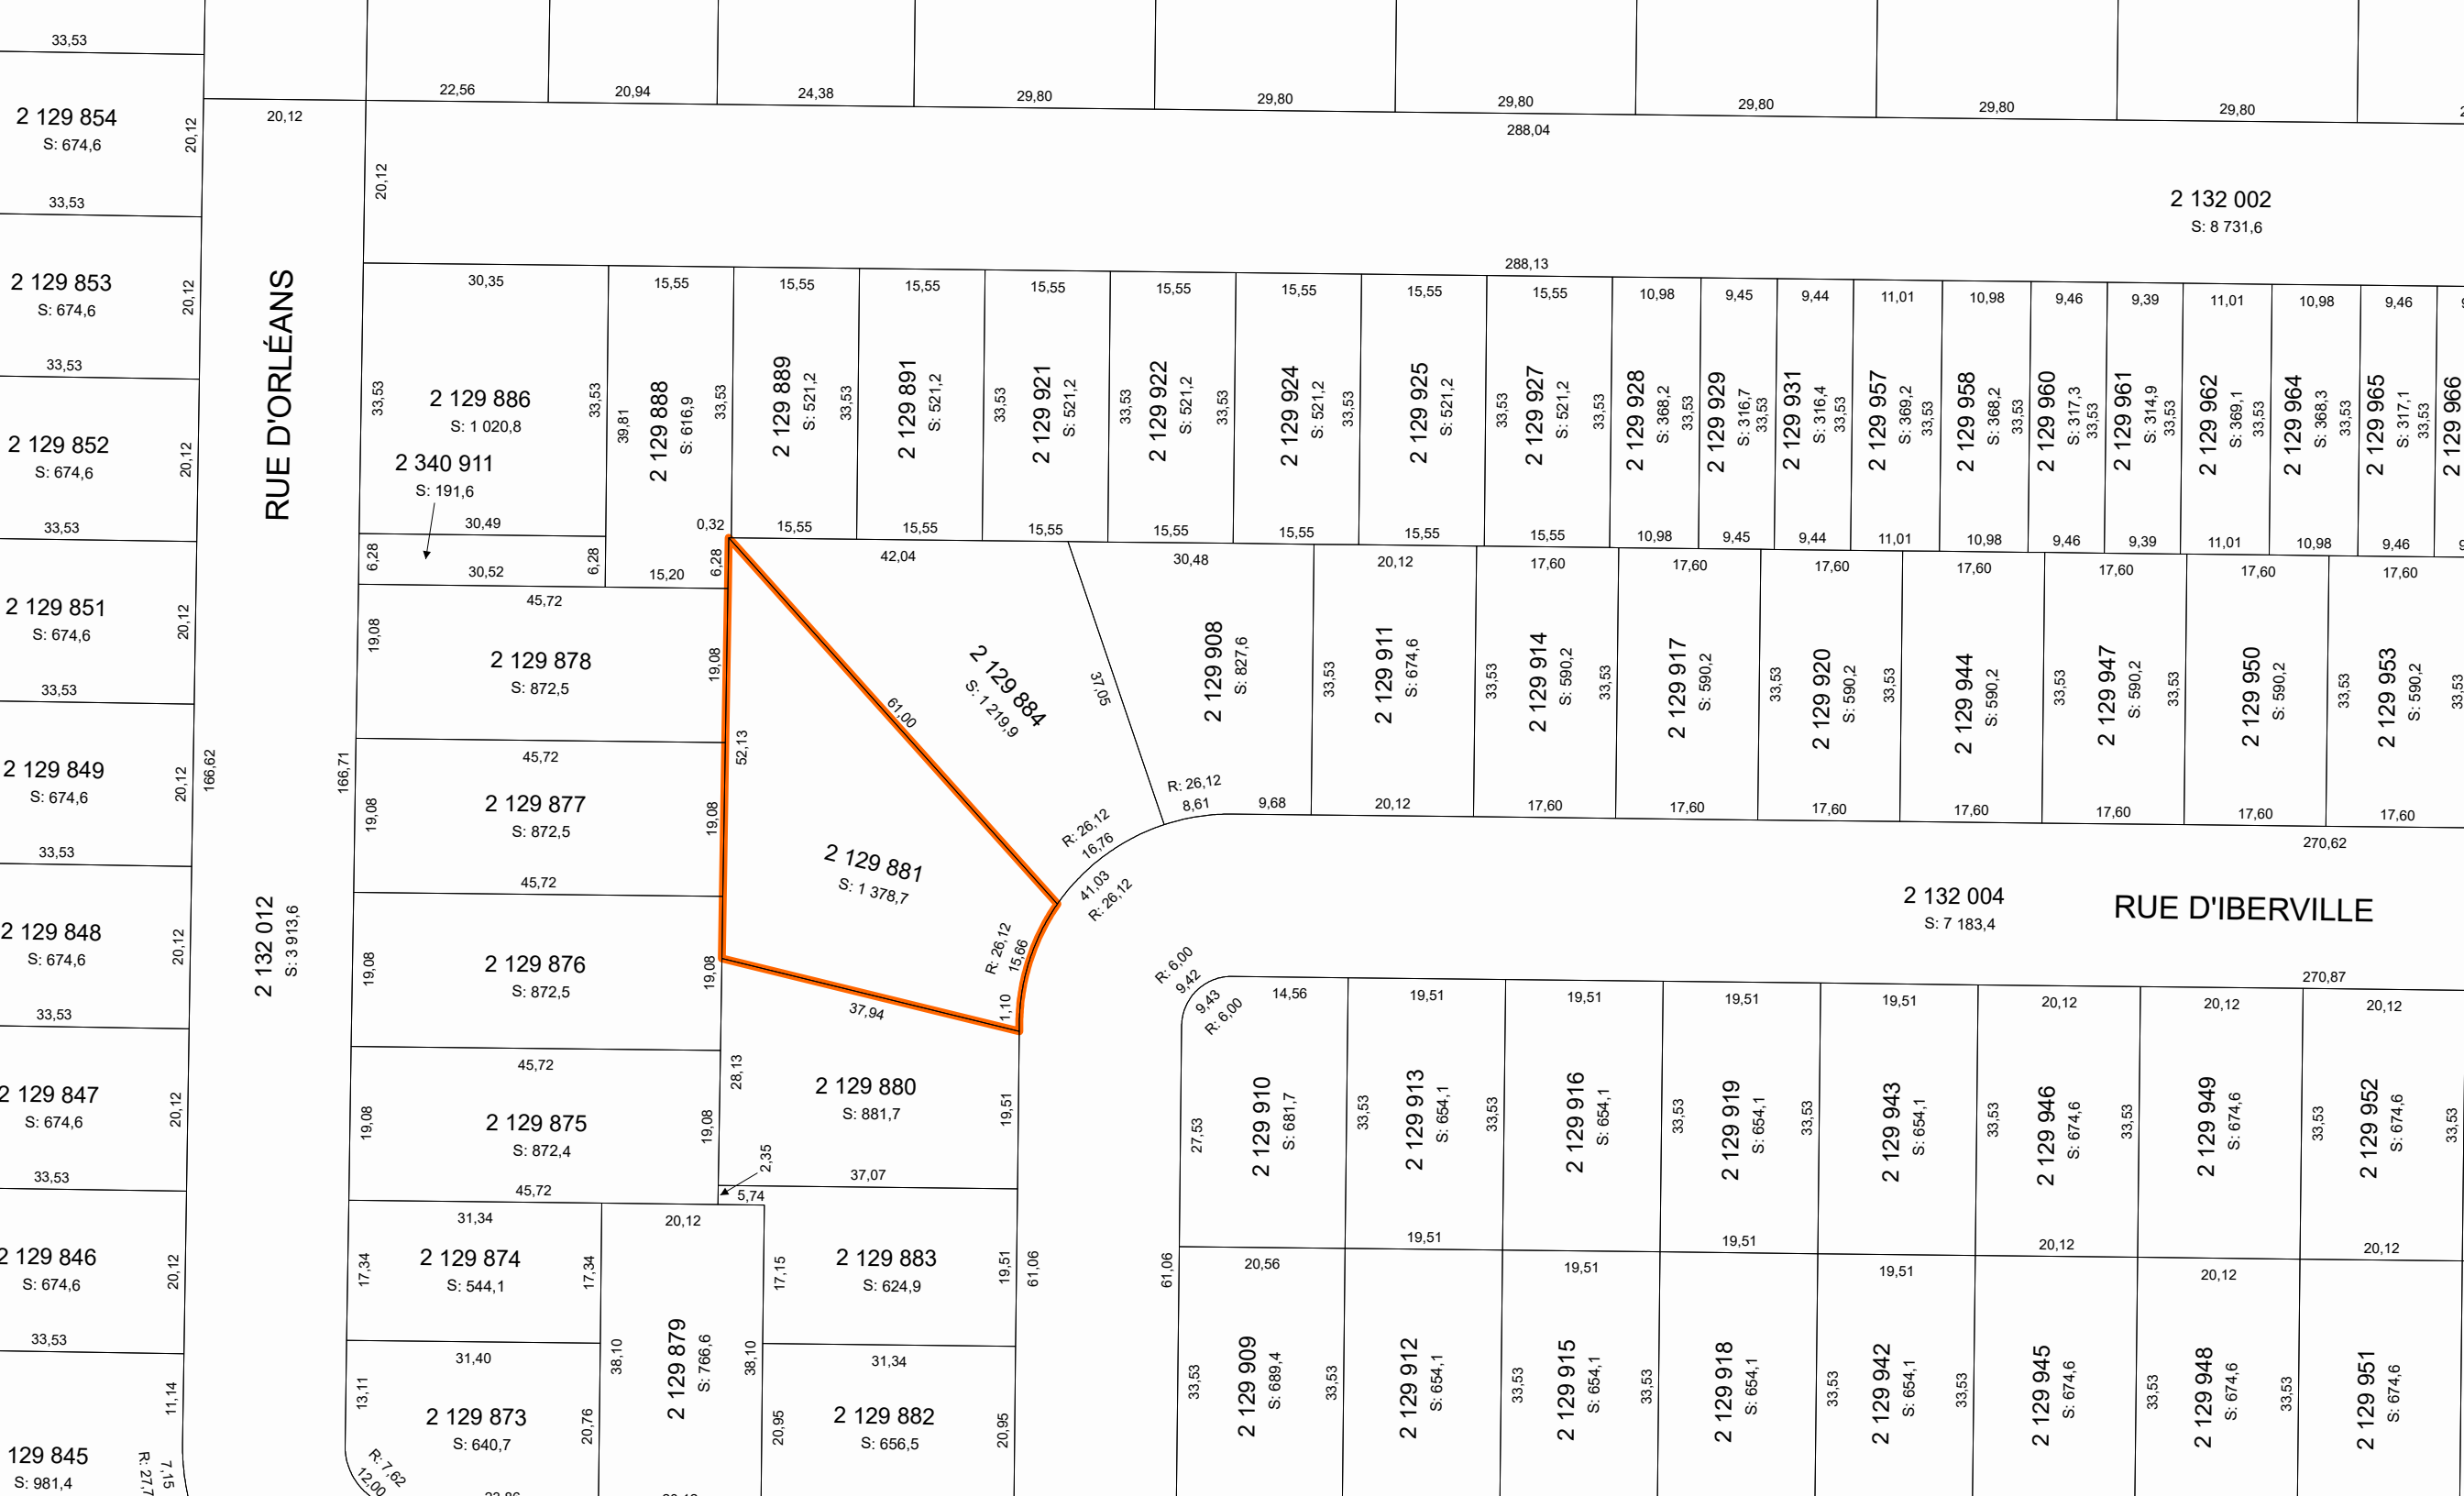 33,53
22,56
20,94
24,38
29,80
29,80
29,80
29,80
29,80
29,80
2 129 854
S: 674,6
20,12
20,12
288,04
20,12
33,53
2 132 002
S: 8 731,6
2 129 853
S: 674,6
20,12
33,53
RUE D'ORLÉANS
288,13
30,35
15,55
15,55
15,55
15,55
15,55
15,55
15,55
15,55
10,98
9,45
9,44
11,01
10,98
9,46
9,39
11,01
10,98
9,46
33,53
2 129 886
S: 1 020,8
33,53
39,81
2 129 888
S: 616,9
33,53
2 129 889
S: 521,2
33,53
2 129 891
S: 521,2
33,53
2 129 921
S: 521,2
33,53
2 129 922
S: 521,2
33,53
2 129 924
S: 521,2
33,53
2 129 925
S: 521,2
33,53
2 129 927
S: 521,2
33,53
2 129 928
S: 368,2
33,53
2 129 929
S: 316,7
33,53
2 129 931
S: 316,4
33,53
2 129 957
S: 369,2
33,53
2 129 958
S: 368,2
33,53
2 129 960
S: 317,3
33,53
2 129 961
S: 314,9
33,53
2 129 962
S: 369,1
33,53
2 129 964
S: 368,3
33,53
2 129 965
S: 317,1
33,53
2 129 966
2 129 852
S: 674,6
20,12
33,53
2 340 911
S: 191,6
30,49
0,32
15,55
15,55
15,55
15,55
15,55
15,55
15,55
10,98
9,45
9,44
11,01
10,98
9,46
9,39
11,01
10,98
9,46
6,28
30,52
6,28
15,20
6,28
42,04
30,48
20,12
17,60
17,60
17,60
17,60
17,60
17,60
17,60
2 129 851
S: 674,6
20,12
33,53
45,72
19,08
2 129 878
S: 872,5
19,08
52,13
61,00
2 129 884
S: 1 219,9
37,05
2 129 908
S: 827,6
33,53
2 129 911
S: 674,6
33,53
2 129 914
S: 590,2
33,53
2 129 917
S: 590,2
33,53
2 129 920
S: 590,2
33,53
2 129 944
S: 590,2
33,53
2 129 947
S: 590,2
33,53
2 129 950
S: 590,2
33,53
2 129 953
S: 590,2
33,53
2 129 849
S: 674,6
20,12
166,62
166,71
33,53
45,72
19,08
2 129 877
S: 872,5
19,08
45,72
2 129 881
S: 1 378,7
R: 26,12
16,76
R: 26,12
8,61
9,68
20,12
17,60
17,60
17,60
17,60
17,60
17,60
270,62
41,03
R: 26,12
2 132 004
S: 7 183,4
RUE D'IBERVILLE
270,87
2 129 848
S: 674,6
20,12
33,53
2 132 012
S: 3 913,6
19,08
2 129 876
S: 872,5
19,08
37,94
R: 26,12
15,66
1,10
R: 6,00
9,42
9,43
R: 6,00
14,56
19,51
19,51
19,51
19,51
20,12
20,12
20,12
2 129 847
S: 674,6
20,12
33,53
45,72
19,08
2 129 875
S: 872,4
19,08
45,72
28,13
2 129 880
S: 881,7
19,51
2,35
37,07
5,74
27,53
2 129 910
S: 681,7
33,53
2 129 913
S: 654,1
33,53
2 129 916
S: 654,1
33,53
2 129 919
S: 654,1
33,53
2 129 943
S: 654,1
33,53
2 129 946
S: 674,6
33,53
2 129 949
S: 674,6
33,53
2 129 952
S: 674,6
33,53
19,51
19,51
20,12
20,12
2 129 846
S: 674,6
20,12
33,53
31,34
17,34
2 129 874
S: 544,1
17,34
20,12
17,15
2 129 883
S: 624,9
19,51
61,06
61,06
20,56
19,51
19,51
20,12
31,40
13,11
2 129 873
S: 640,7
20,76
38,10
2 129 879
S: 766,6
38,10
31,34
20,95
2 129 882
S: 656,5
20,95
33,53
2 129 909
S: 689,4
33,53
2 129 912
S: 654,1
33,53
2 129 915
S: 654,1
33,53
2 129 918
S: 654,1
33,53
2 129 942
S: 654,1
33,53
2 129 945
S: 674,6
33,53
2 129 948
S: 674,6
33,53
2 129 951
S: 674,6
11,14
129 845
S: 981,4
7,15
R: 27,7
R: 7,62
12,00